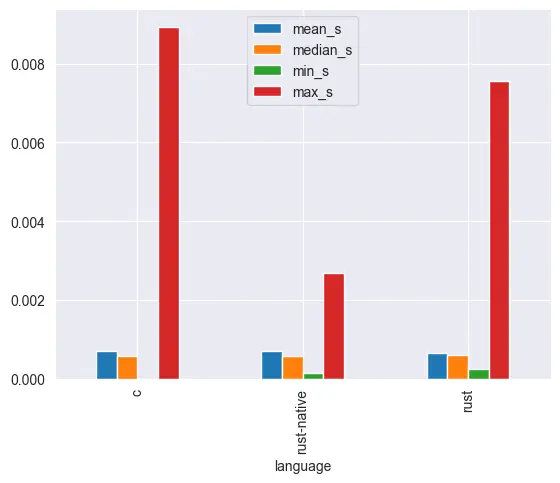 mean_s
median_s
min_s
max_s
0.008
0.006
0.004
0.002
0.000
c
rust-native
rust
language